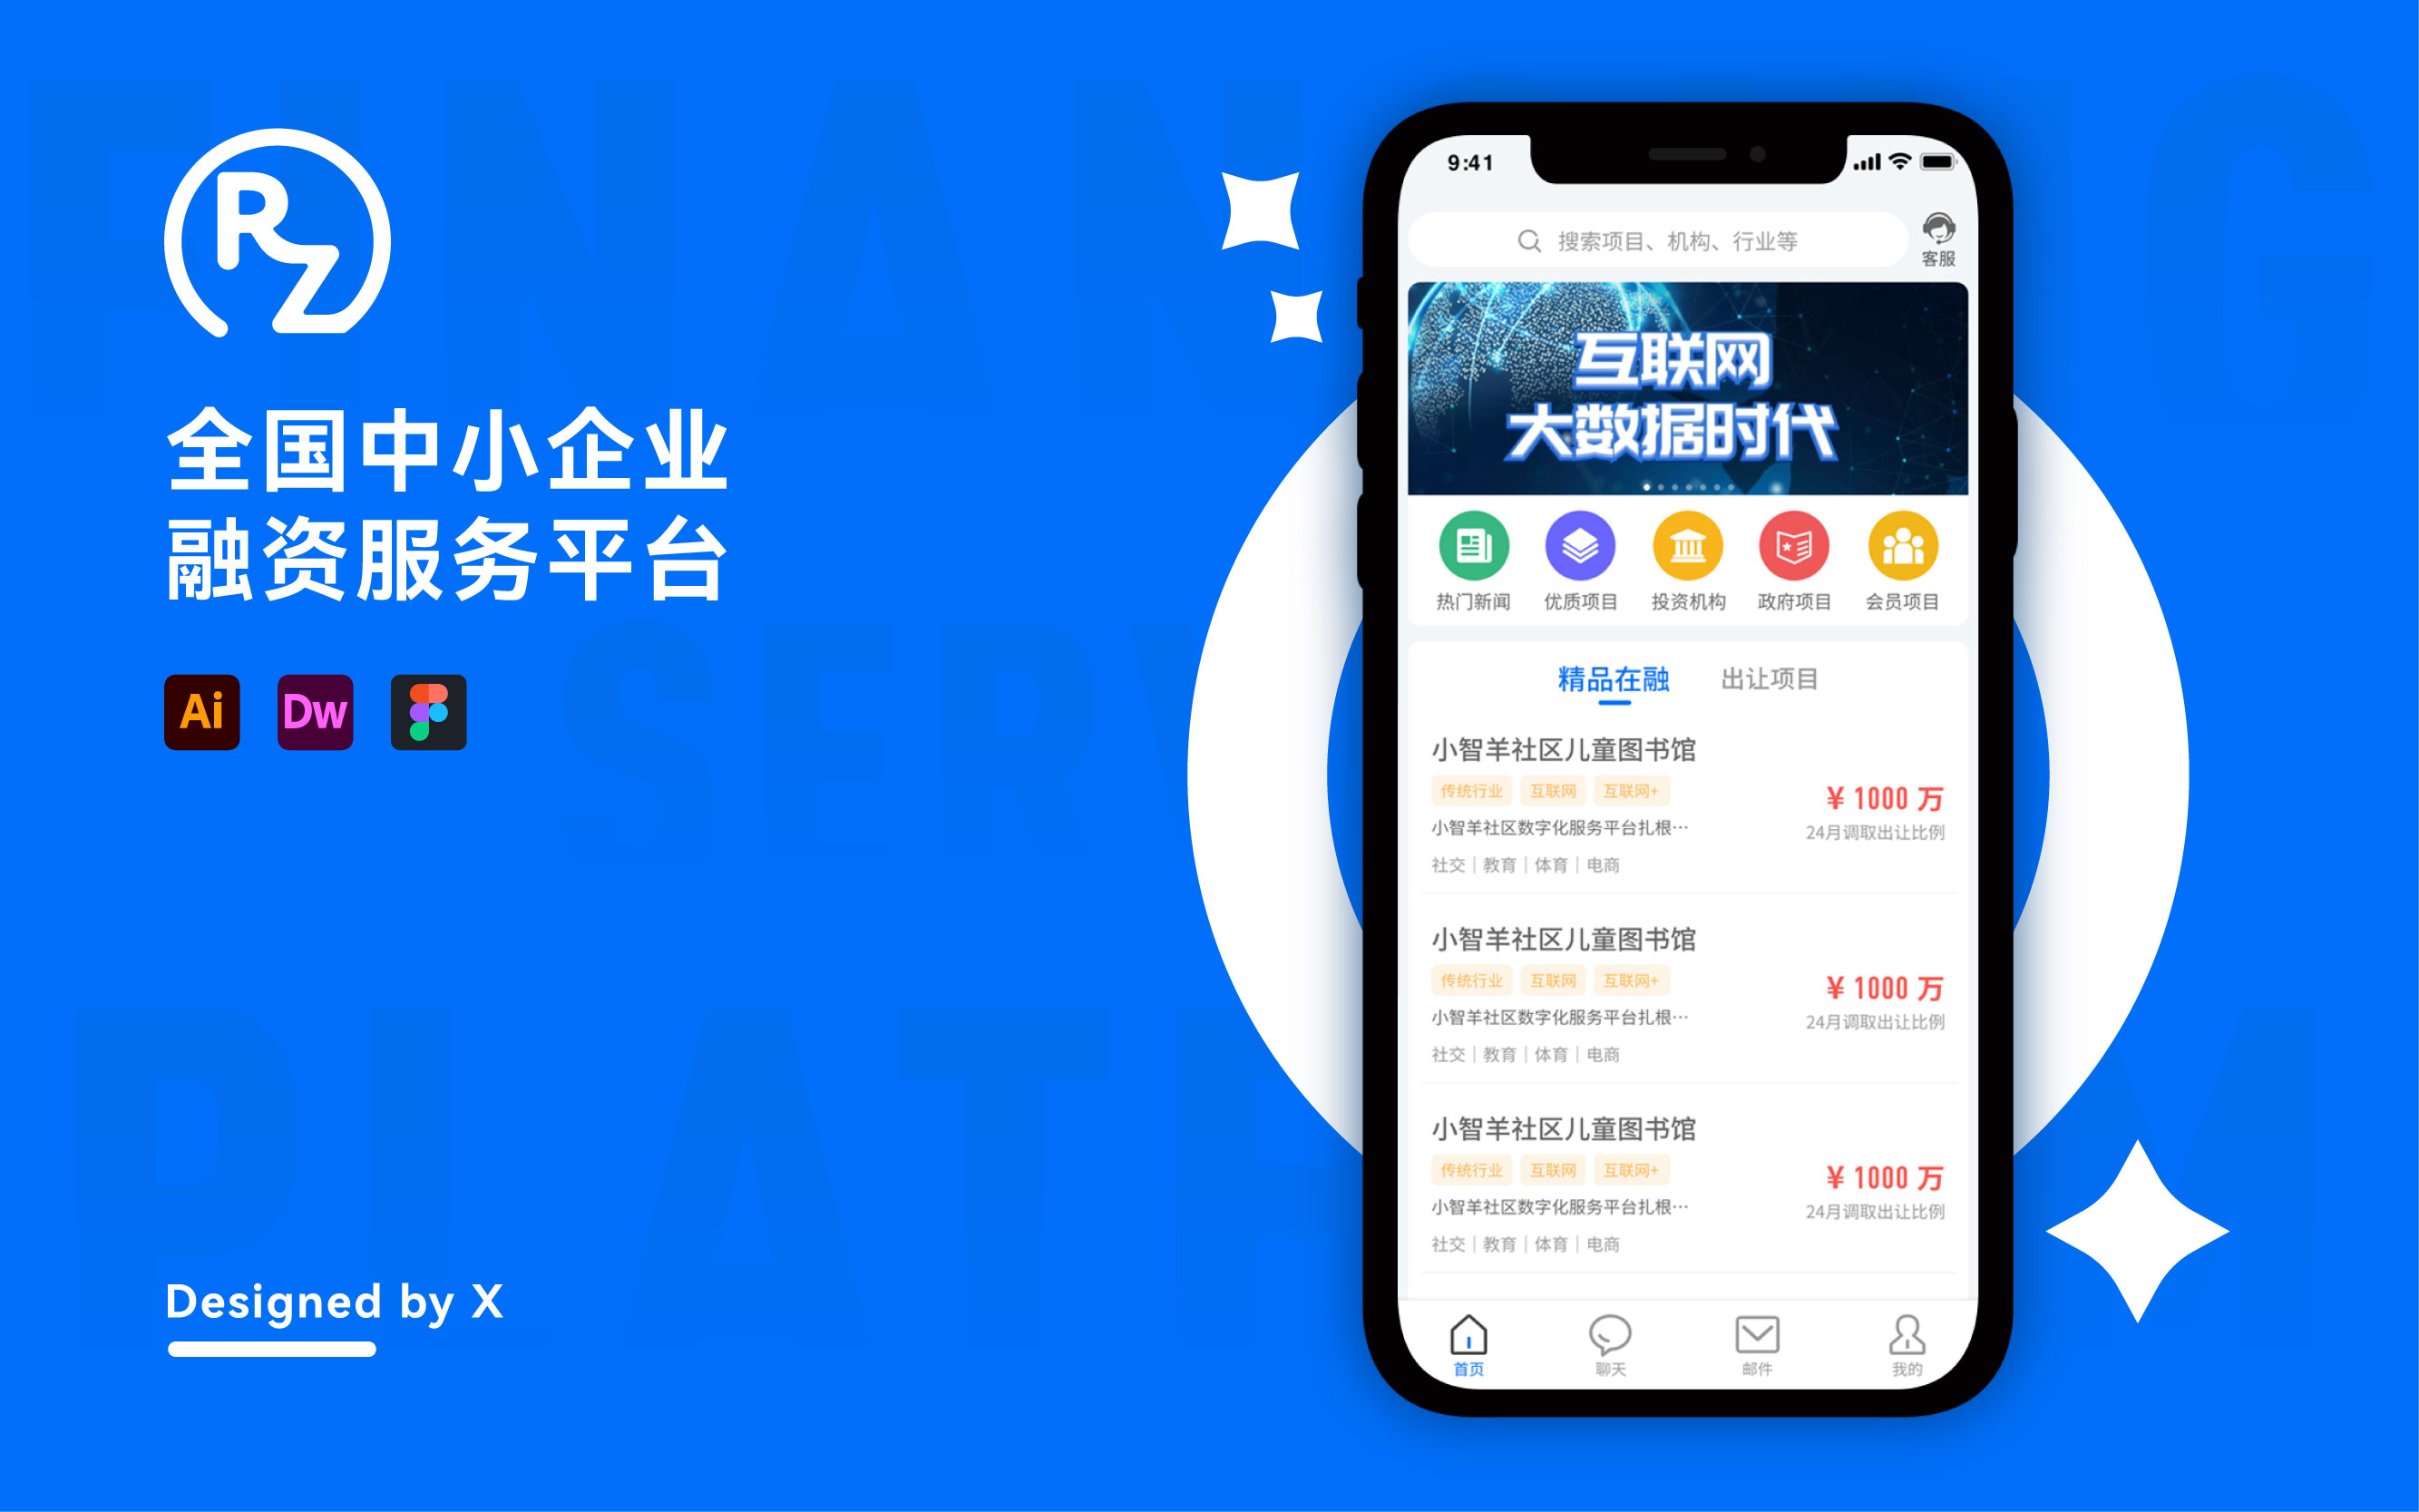 FINANCING
RZ
全国中小企业
融资服务平台
Ai Dw
SERV
PLATF M
Designed by X
9:41
搜索项目、机构、行业等
客服
互联网
大数据时代
热门新闻 优质项目 投资机构 政府项目 会员项目
精品在融 出让项目
小智羊社区儿童图书馆
传统行业 互联网 互联网+
¥ 1000 万
小智羊社区数字化服务平台扎根···
24月调取出让比例
社交｜教育｜体育｜电商
小智羊社区儿童图书馆
传统行业 互联网 互联网+
¥ 1000 万
小智羊社区数字化服务平台扎根···
24月调取出让比例
社交｜教育｜体育｜电商
小智羊社区儿童图书馆
传统行业 互联网 互联网+
¥ 1000 万
小智羊社区数字化服务平台扎根···
24月调取出让比例
社交｜教育｜体育｜电商
首页 聊天 邮件 我的